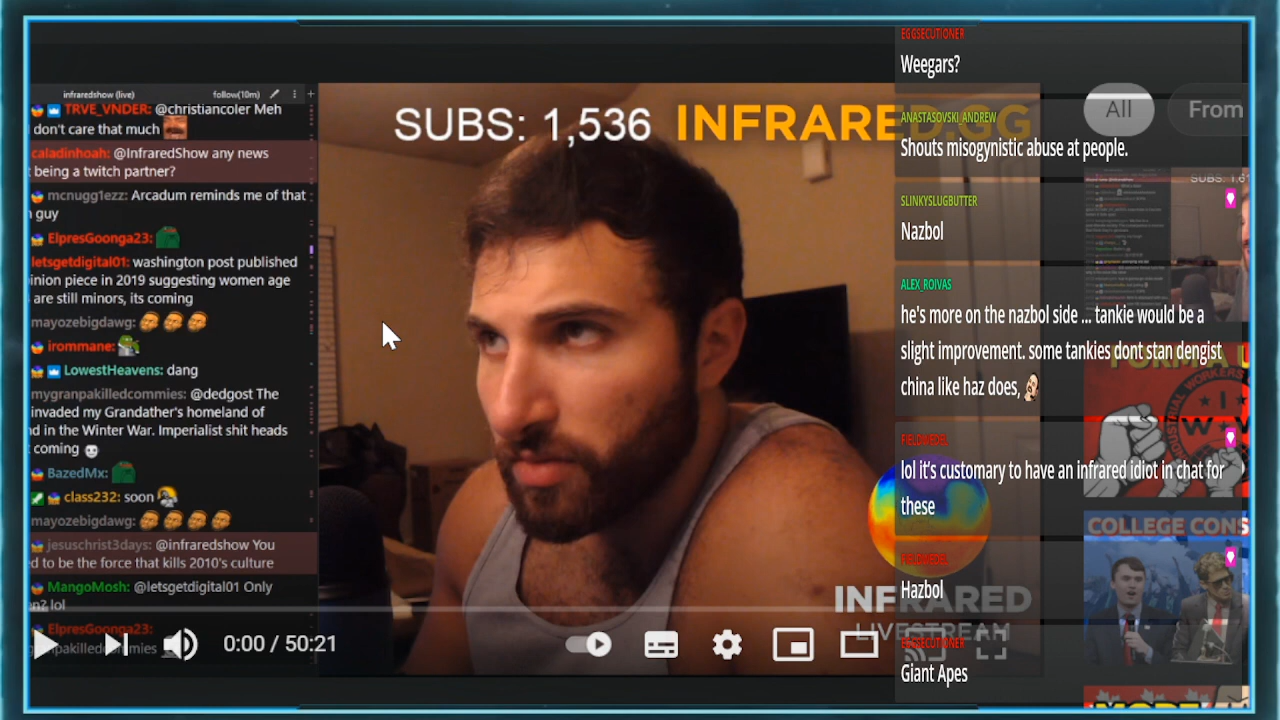 infraredshow (live)
follow(10m)
TRVE_VNDER: @christiancoler Meh
don't care that much
caladinhoah: @InfraredShow any news
being a twitch partner?
mcnugg1ezz: Arcadum reminds me of that
guy
ElpresGoonga23:
letsgetdigital01: washington post published
inion piece in 2019 suggesting women age
are still minors, its coming
mayozebigdawg:
irommane:
LowestHeavens: dang
mygranpakilledcommies: @dedgost The
invaded my Grandather's homeland of
nd in the Winter War. Imperialist shit heads
coming
BazedMx:
class232: soon
mayozebigdawg:
jesuschrist3days: @infraredshow You
ed to be the force that kills 2010's culture
MangoMosh: @letsgetdigital01 Only
n? lol
ElpresGoonga23:
0:00 / 50:21
SUBS: 1,536 INFRARED.GG
INFRARED
LIVESTREAM
EGGSECUTIONER
Weegars?
ANASTASOVSKI_ANDREW
Shouts misogynistic abuse at people.
SLINKYSLUGBUTTER
Nazbol
ALEX_ROIVAS
he's more on the nazbol side ... tankie would be a
slight improvement. some tankies dont stan dengist
china like haz does,
FIELDMEDEL
lol it's customary to have an infrared idiot in chat for
these
FIELDMEDEL
Hazbol
EGGSECUTIONER
Giant Apes
All
From
COLLEGE CONS